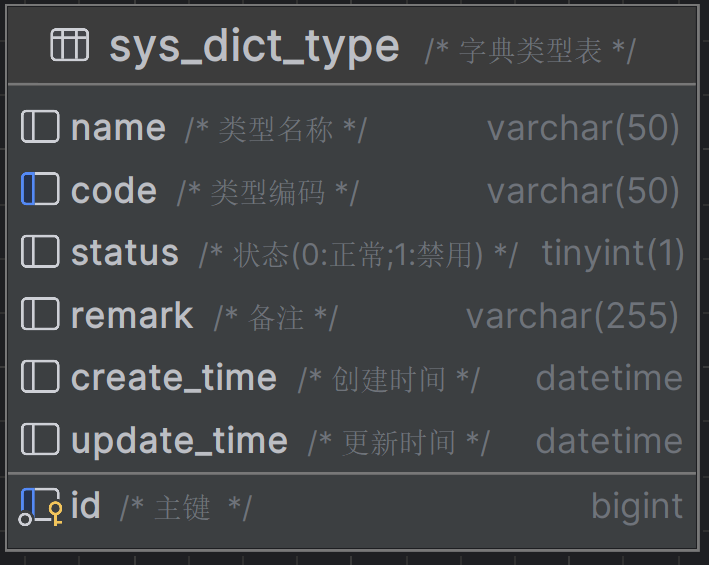 sys_dict_type /* 字典类型表 */
name /* 类型名称 */ varchar(50)
code /* 类型编码 */ varchar(50)
status /* 状态(0:正常;1:禁用) */ tinyint(1)
remark /* 备注 */ varchar(255)
create_time /* 创建时间 */ datetime
update_time /* 更新时间 */ datetime
id /* 主键  */ bigint